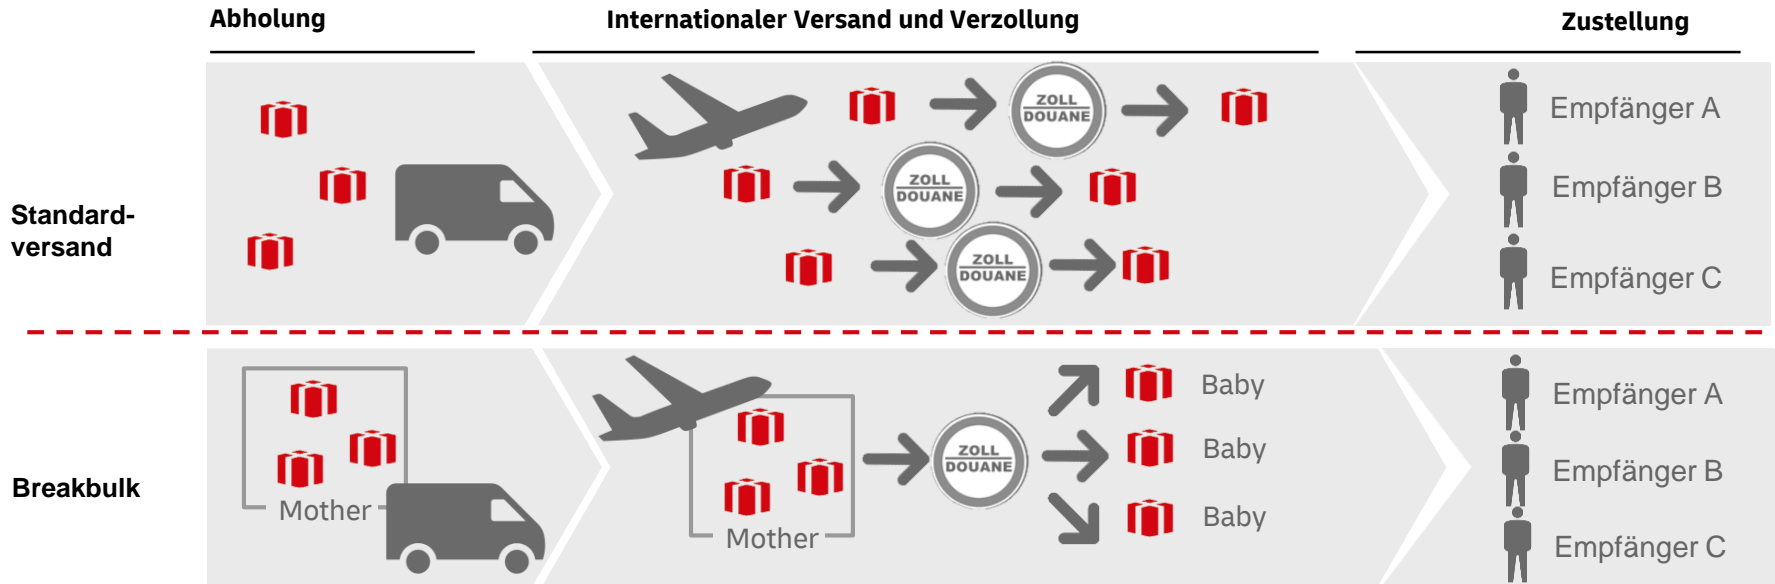 Abholung
Internationaler Versand und Verzollung
Zustellung
Standard-
versand
ZOLL
DOUANE
Empfänger A
ZOLL
DOUANE
Empfänger B
ZOLL
DOUANE
Empfänger C
Breakbulk
Mother
Mother
ZOLL
DOUANE
Baby
Baby
Baby
Empfänger A
Empfänger B
Empfänger C